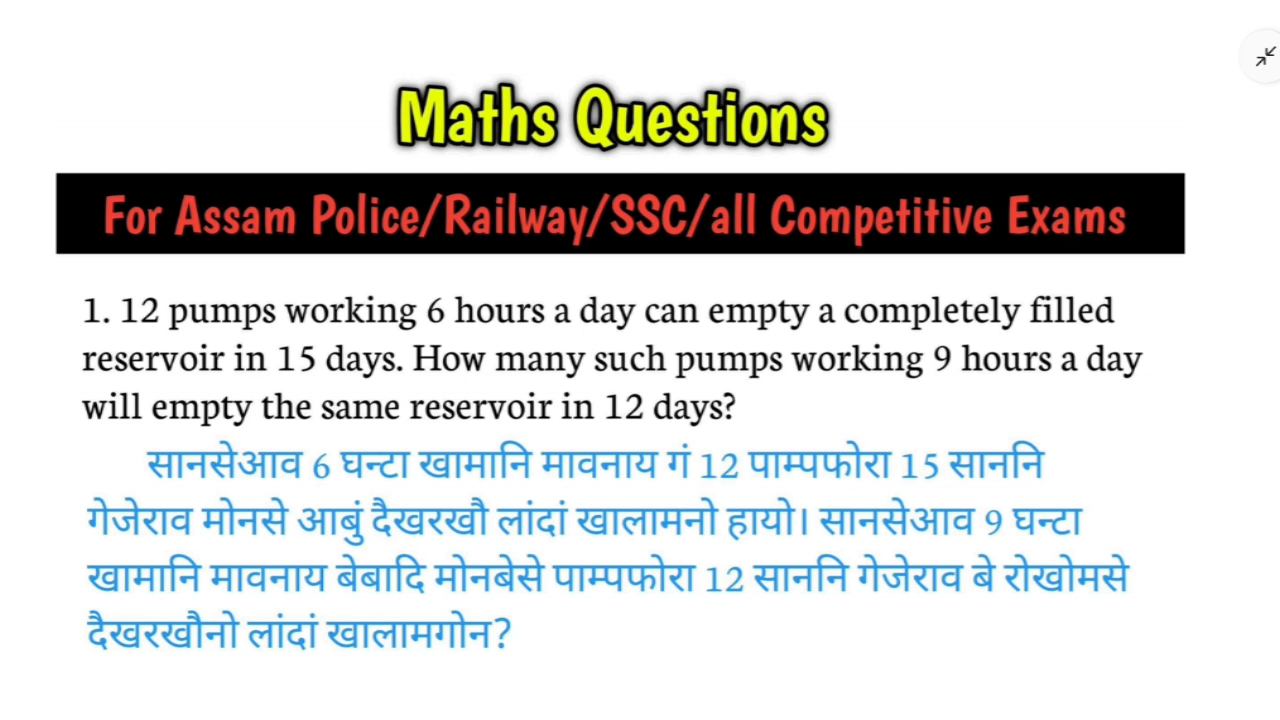 Maths Questions
For Assam Police/Railway/SSC/all Competitive Exams
1. 12 pumps working 6 hours a day can empty a completely filled
reservoir in 15 days. How many such pumps working 9 hours a day
will empty the same reservoir in 12 days?
सानसेआव 6 घन्टा खामानि मावनाय गं 12 पाम्पफोरा 15 साननि
गेजेराव मोनसे आबुं दैखरखौ लांदां खालामनो हायो। सानसेआव 9 घन्टा
खामानि मावनाय बेबादि मोनबेसे पाम्पफोरा 12 साननि गेजेराव बे रोखोमसे
दैखरखौनो लांदां खालामगोन?